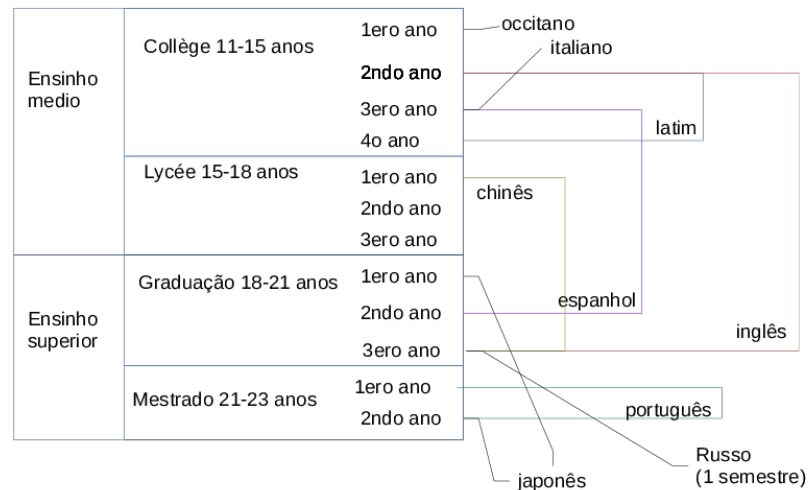 Ensinho
medio
Collège 11-15 anos
1ero ano
2ndo ano
3ero ano
4o ano
Lycée 15-18 anos
1ero ano
2ndo ano
3ero ano
Ensinho
superior
Graduação 18-21 anos
1ero ano
2ndo ano
3ero ano
Mestrado 21-23 anos
1ero ano
2ndo ano
occitano
italiano
latim
chinês
espanhol
inglês
português
Russo
(1 semestre)
japonês